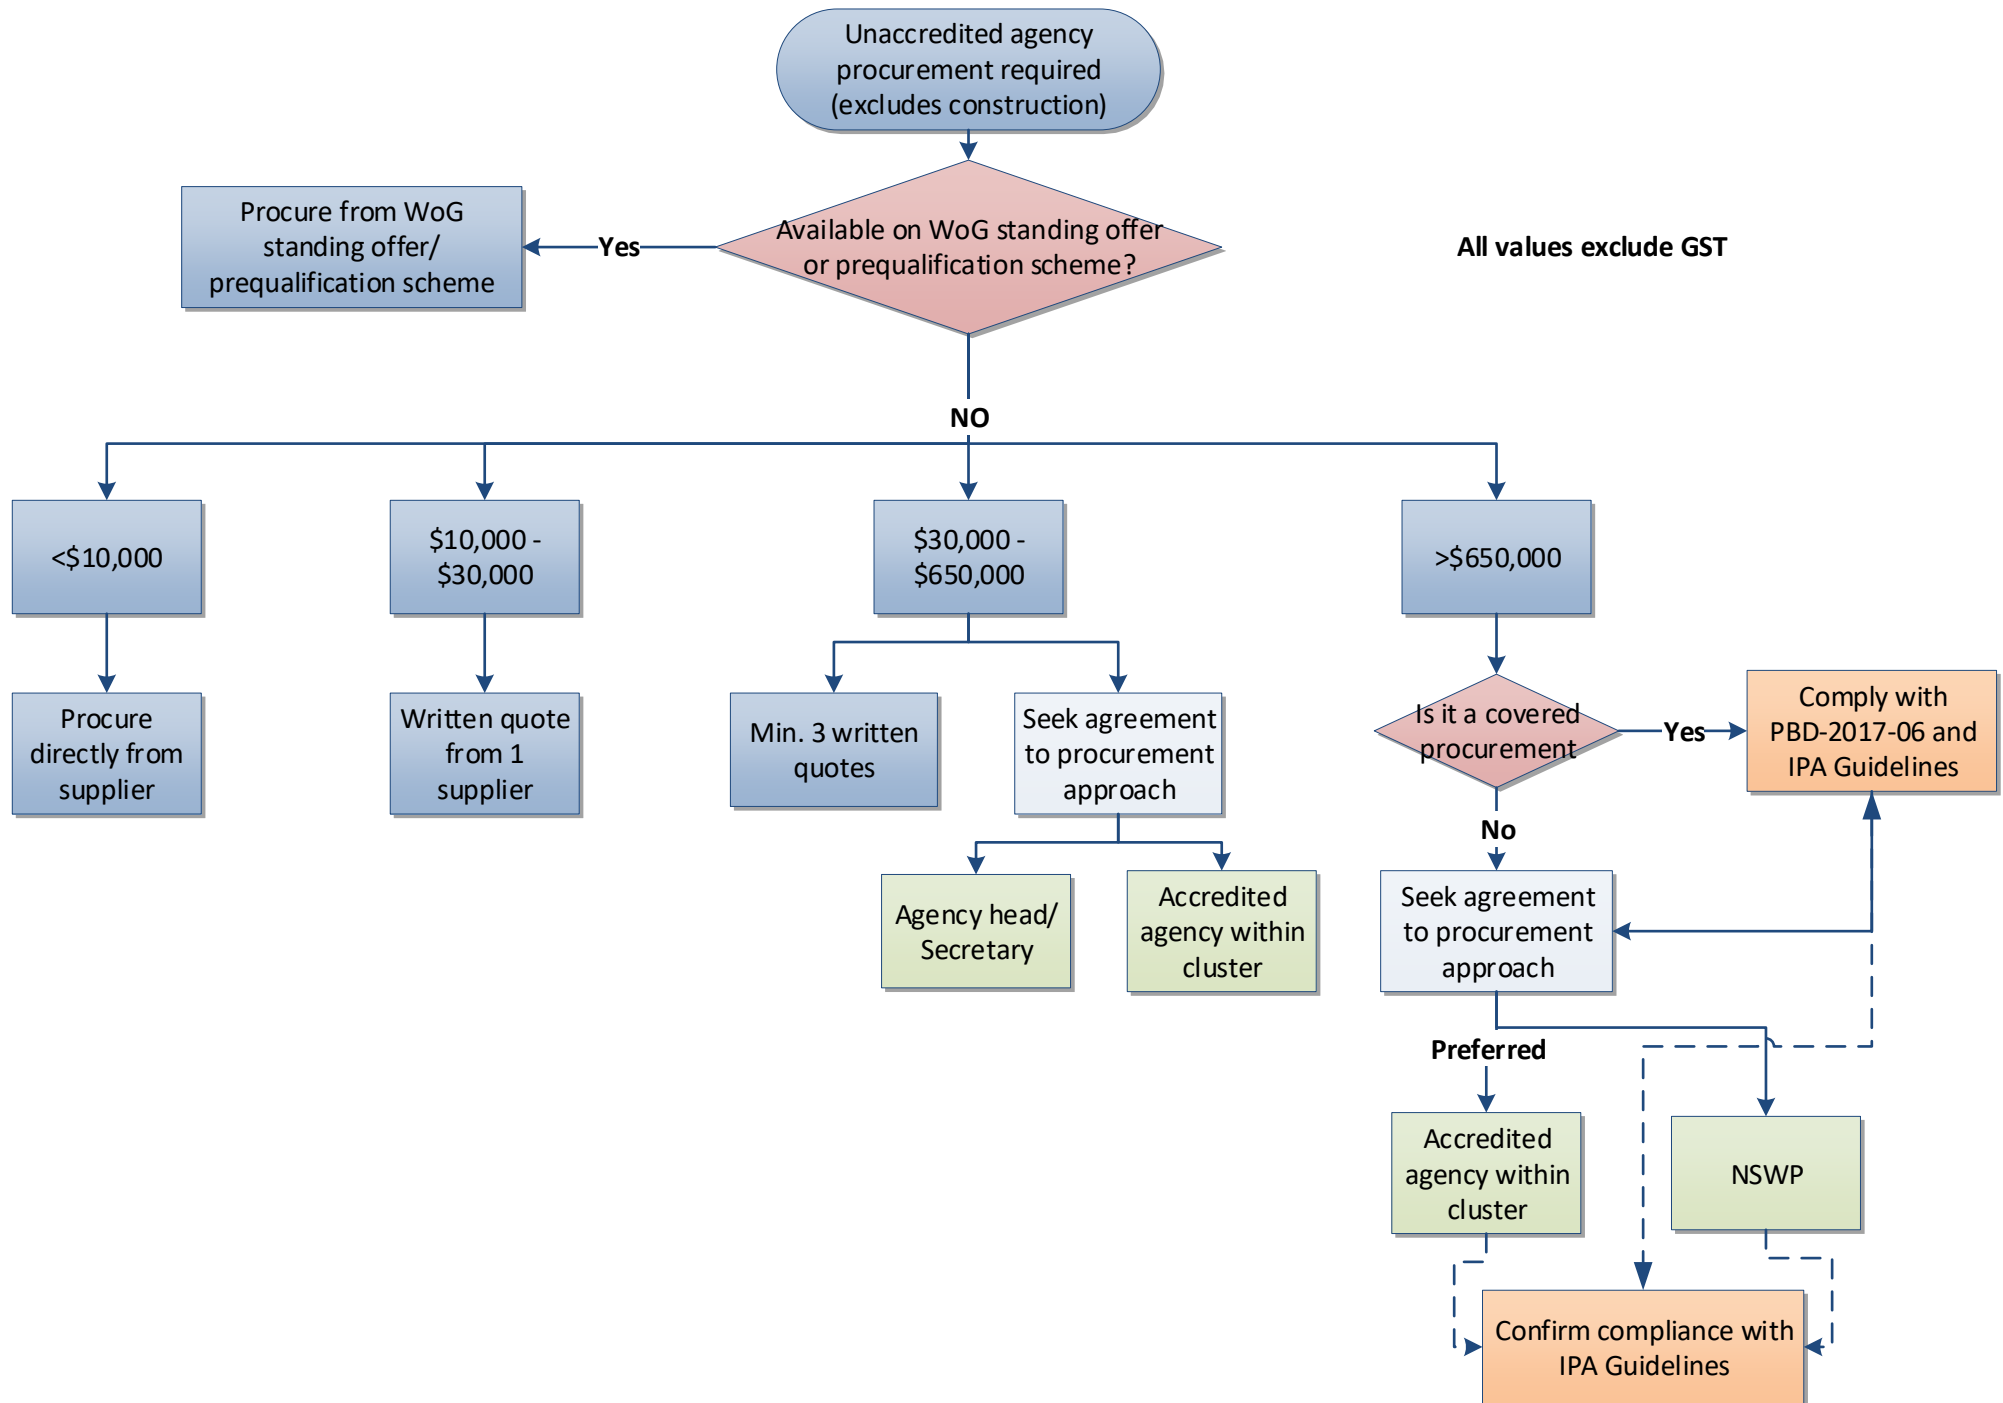 Unaccredited agency
procurement required
(excludes construction)
Procure from WoG
standing offer/
prequalification scheme
Yes
Available on WoG standing offer
or prequalification scheme?
All values exclude GST
NO
<$10,000
$10,000 -
$30,000
$30,000 -
$650,000
>$650,000
Procure
directly from
supplier
Written quote
from 1
supplier
Min. 3 written
quotes
Seek agreement
to procurement
approach
Is it a covered
procurement
Yes
Comply with
PBD-2017-06 and
IPA Guidelines
No
Agency head/
Secretary
Accredited
agency within
cluster
Seek agreement
to procurement
approach
Preferred
Accredited
agency within
cluster
NSWP
Confirm compliance with
IPA Guidelines